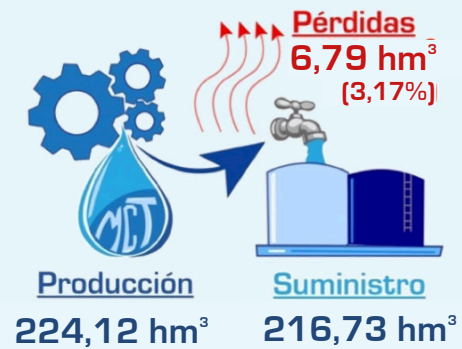 Pérdidas
6,79 hm³
(3,17%)
MCT
Producción
Suministro
224,12 hm³
216,73 hm³